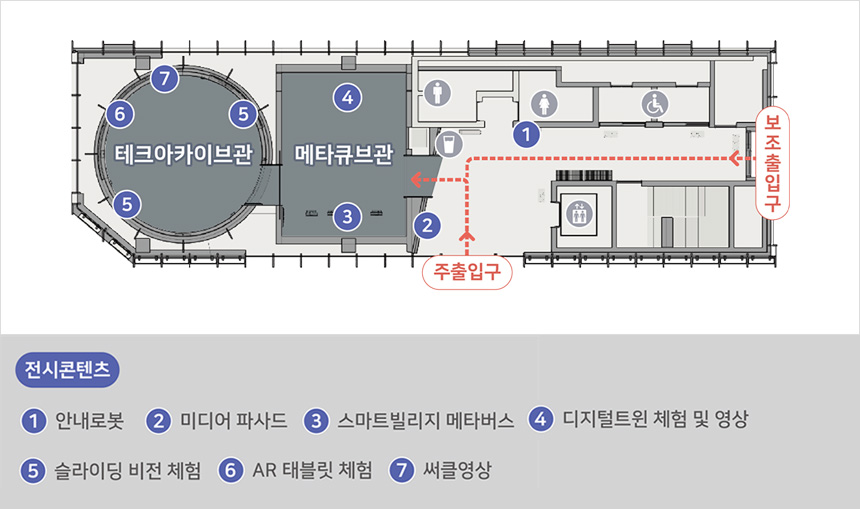 7
4
6
5
테크아카이브관
메타큐브관
1
보조출입구
5
3
2
주출입구
전시콘텐츠
1 안내로봇 2 미디어 파사드 3 스마트빌리지 메타버스 4 디지털트윈 체험 및 영상
5 슬라이딩 비전 체험 6 AR 태블릿 체험 7 써클영상